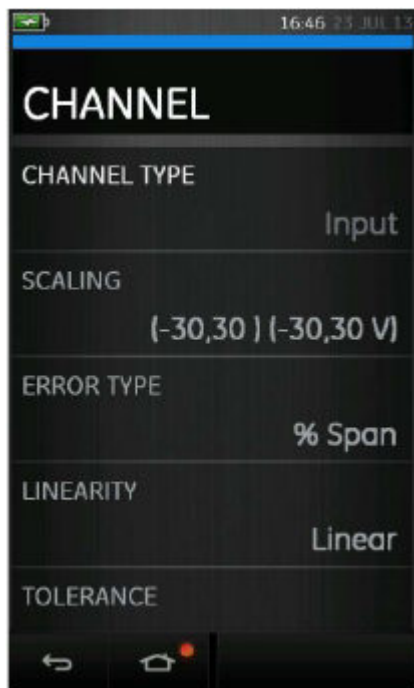 16:46 23 JUL 13
CHANNEL
CHANNEL TYPE
Input
SCALING
(-30,30 ) (-30,30 V)
ERROR TYPE
% Span
LINEARITY
Linear
TOLERANCE